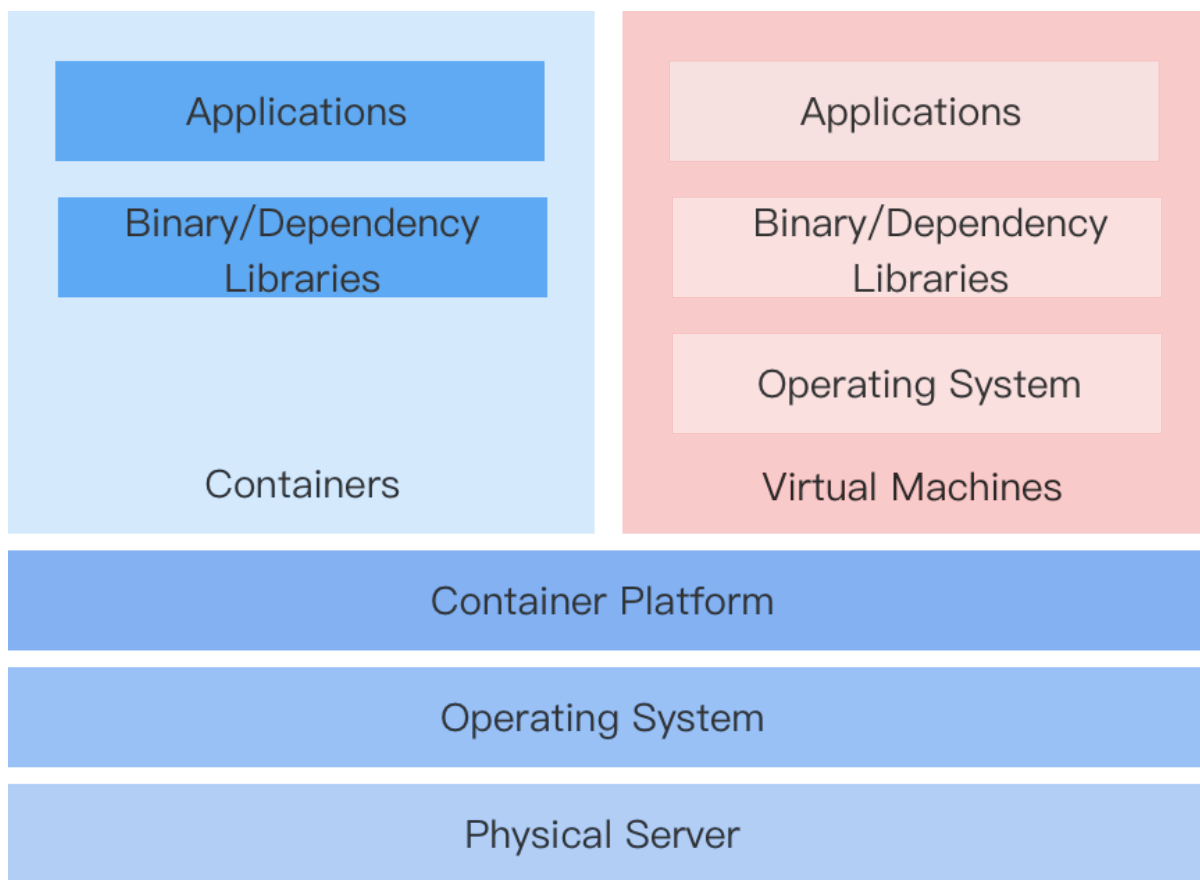 Applications
Binary/Dependency
Libraries
Containers
Applications
Binary/Dependency
Libraries
Operating System
Virtual Machines
Container Platform
Operating System
Physical Server